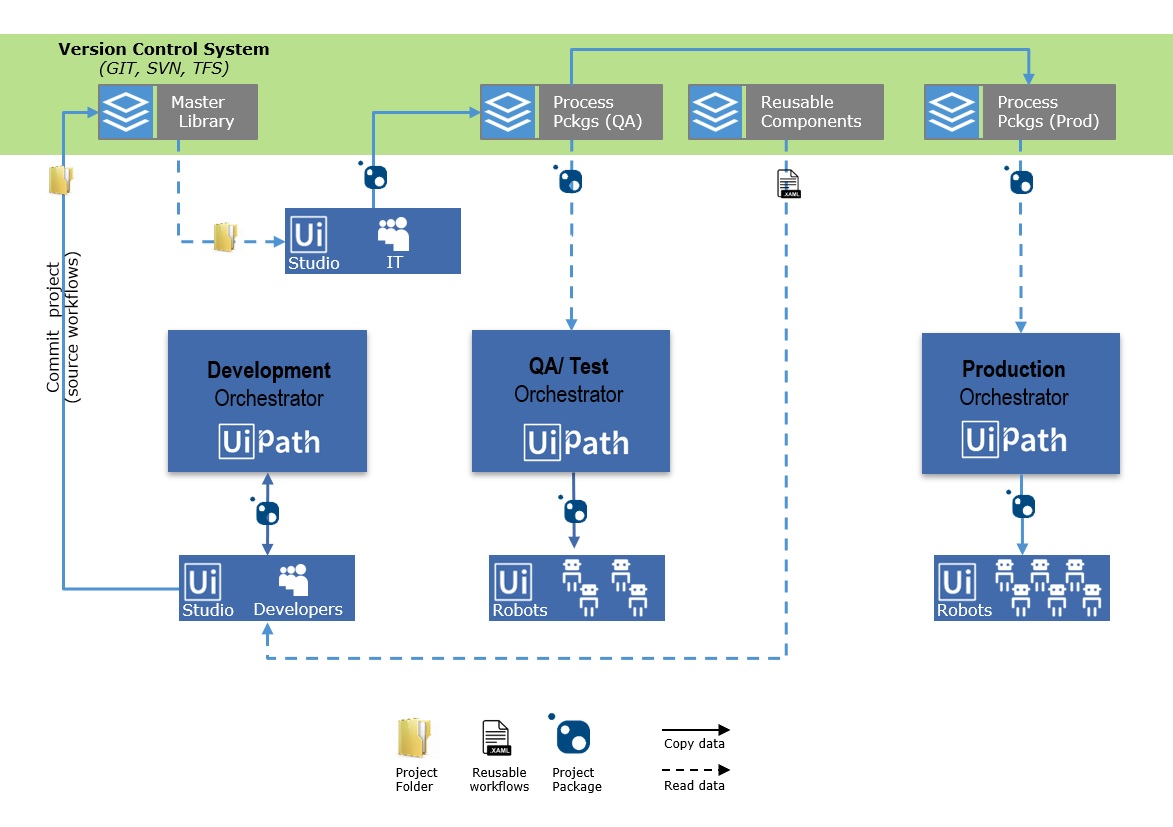 Version Control System
(GIT, SVN, TFS)
Master
Library
Process
Pckgs (QA)
Reusable
Components
Process
Pckgs (Prod)
.XAML
Ui
Studio
IT
Commit project
(source workflows)
Development
Orchestrator
UiPath
QA/ Test
Orchestrator
UiPath
Production
Orchestrator
UiPath
Ui
Studio
Developers
Ui
Robots
Ui
Robots
.XAML
Project
Folder
Reusable
workflows
Project
Package
Copy data
Read data